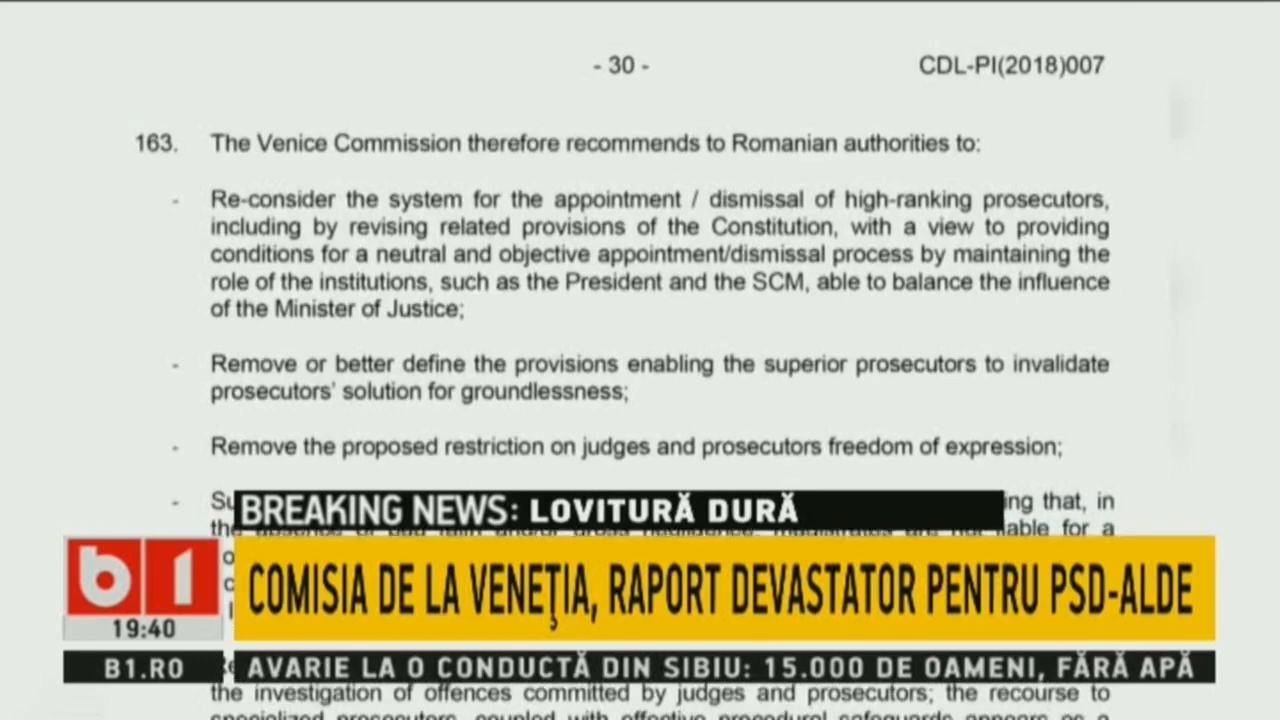 - 30 -
CDL-PI(2018)007
163. The Venice Commission therefore recommends to Romanian authorities to:
- Re-consider the system for the appointment / dismissal of high-ranking prosecutors,
including by revising related provisions of the Constitution, with a view to providing
conditions for a neutral and objective appointment/dismissal process by maintaining the
role of the institutions, such as the President and the SCM, able to balance the influence
of the Minister of Justice;
- Remove or better define the provisions enabling the superior prosecutors to invalidate
prosecutors' solution for groundlessness;
- Remove the proposed restriction on judges and prosecutors freedom of expression;
- that, in
BREAKING NEWS: LOVITURĂ DURĂ
for a
b1
COMISIA DE LA VENEȚIA, RAPORT DEVASTATOR PENTRU PSD-ALDE
19:40
B1.RO
AVARIE LA O CONDUCTĂ DIN SIBIU: 15.000 DE OAMENI, FĂRĂ APĂ
the investigation of offences committed by judges and prosecutors; the recourse to